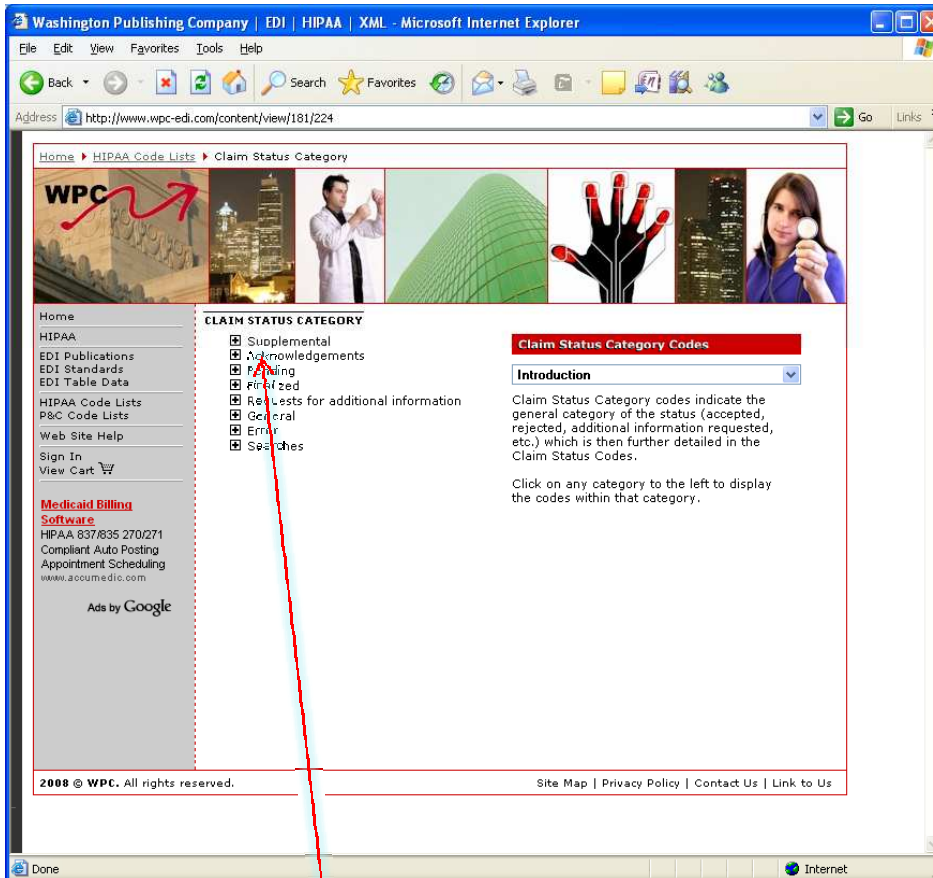 Washington Publishing Company | EDI | HIPAA | XML - Microsoft Internet Explorer
File Edit View Favorites Tools Help
Back Search Favorites
Address http://www.wpc-edi.com/content/view/181/224 Go Links
Home HIPAA Code Lists Claim Status Category
WPC
Home
HIPAA
EDI Publications
EDI Standards
EDI Table Data
HIPAA Code Lists
P&C Code Lists
Web Site Help
Sign In
View Cart
Medicaid Billing
Software
HIPAA 837/835 270/271
Compliant Auto Posting
Appointment Scheduling
www.accumedic.com
Ads by Google
CLAIM STATUS CATEGORY
Supplemental
Acknowledgements
Pending
Finalized
Requests for additional information
General
Error
Searches
Claim Status Category Codes
Introduction
Claim Status Category codes indicate the
general category of the status (accepted,
rejected, additional information requested,
etc.) which is then further detailed in the
Claim Status Codes.
Click on any category to the left to display
the codes within that category.
2008 © WPC. All rights reserved.
Site Map | Privacy Policy | Contact Us | Link to Us
Done Internet